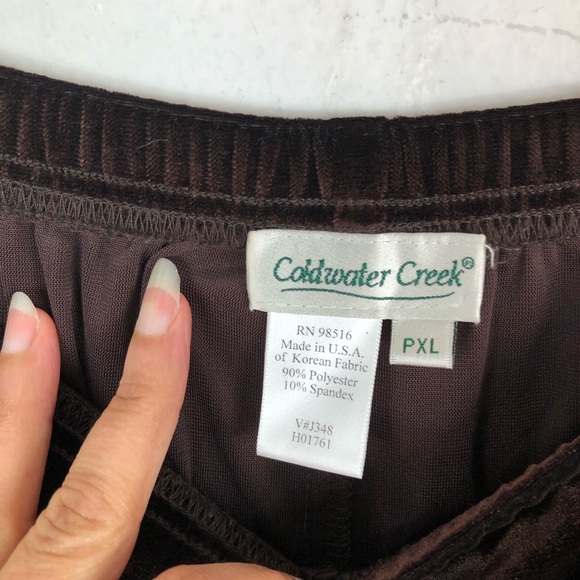 Coldwater Creek®
RN 98516
Made in U.S.A.
of Korean Fabric
90% Polyester
10% Spandex
V#J348
H01761
PXL